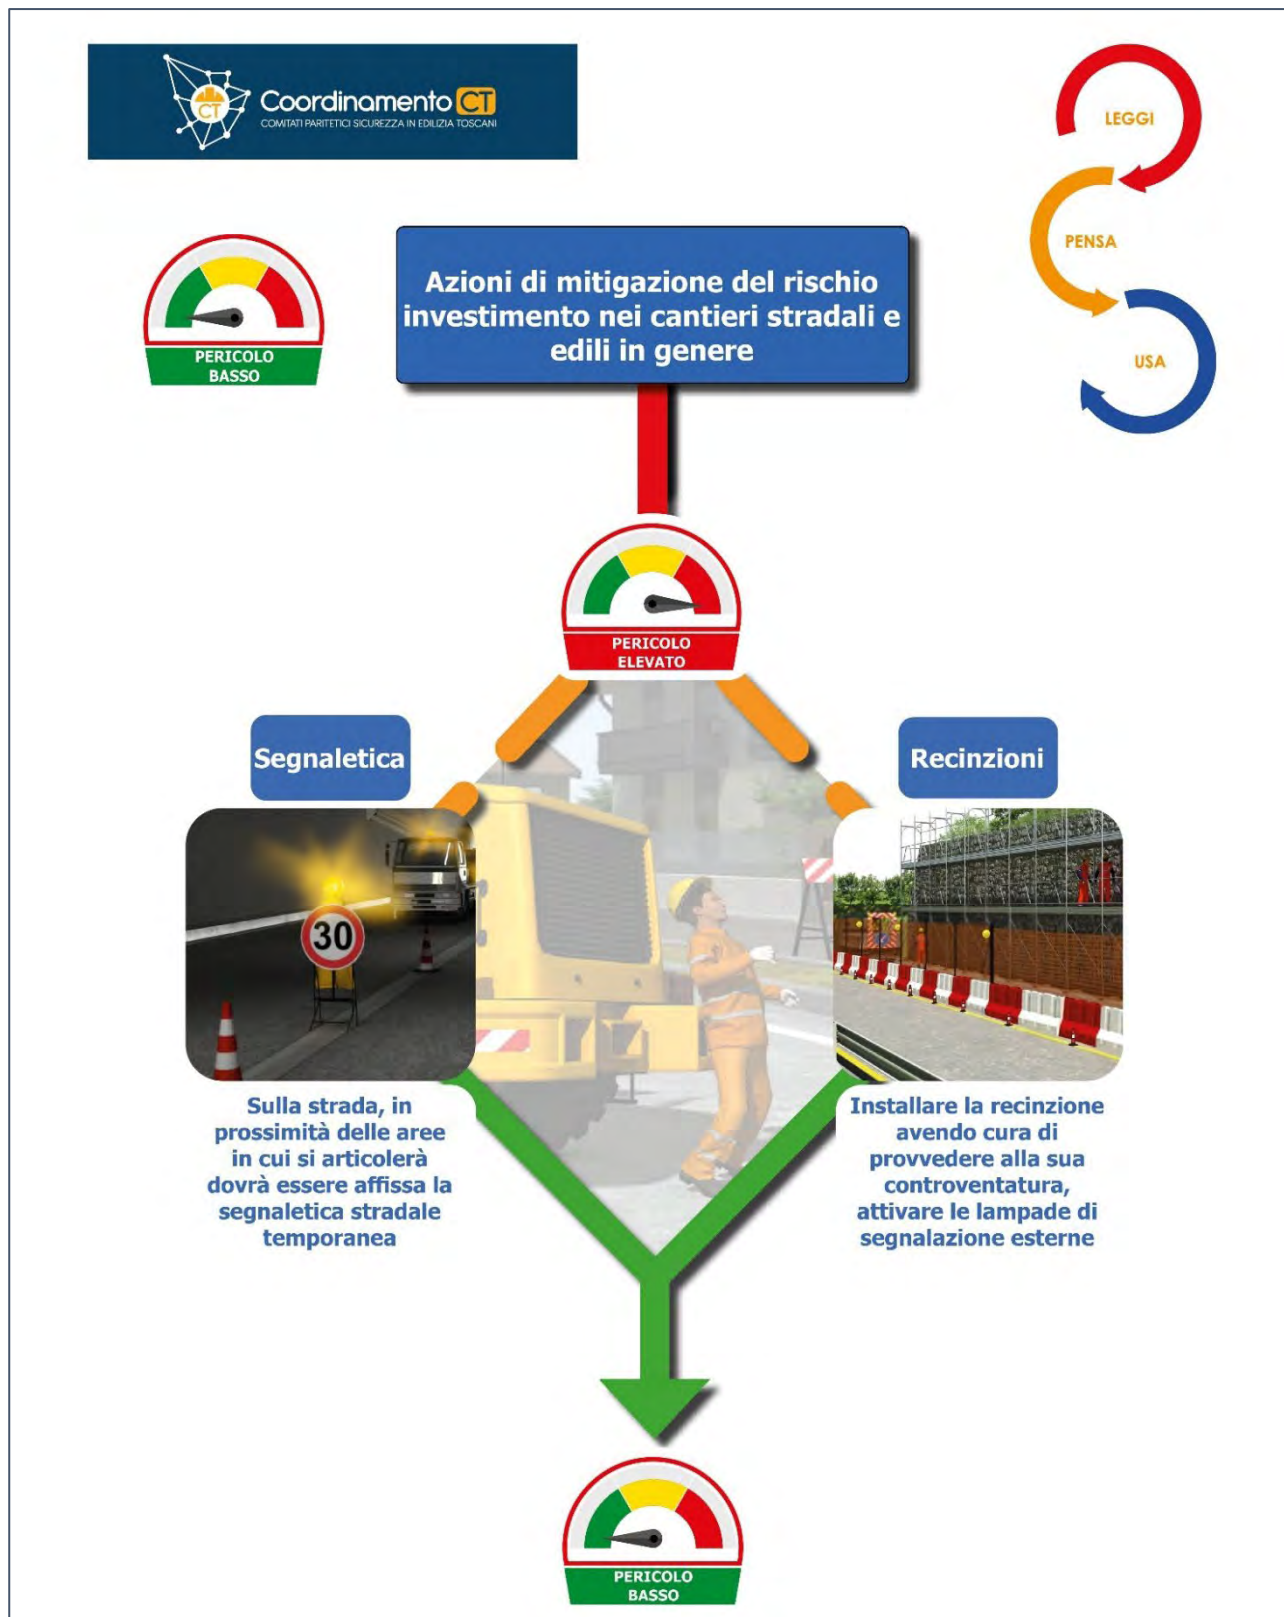 CT
Coordinamento CT
COMITATI PARITETICI SICUREZZA IN EDILIZIA TOSCANI
LEGGI
PENSA
USA
PERICOLO
BASSO
Azioni di mitigazione del rischio
investimento nei cantieri stradali e
edili in genere
PERICOLO
ELEVATO
Segnaletica
30
Sulla strada, in
prossimità delle aree
in cui si articolerà
dovrà essere affissa la
segnaletica stradale
temporanea
Recinzioni
Installare la recinzione
avendo cura di
provvedere alla sua
controventatura,
attivare le lampade di
segnalazione esterne
PERICOLO
BASSO